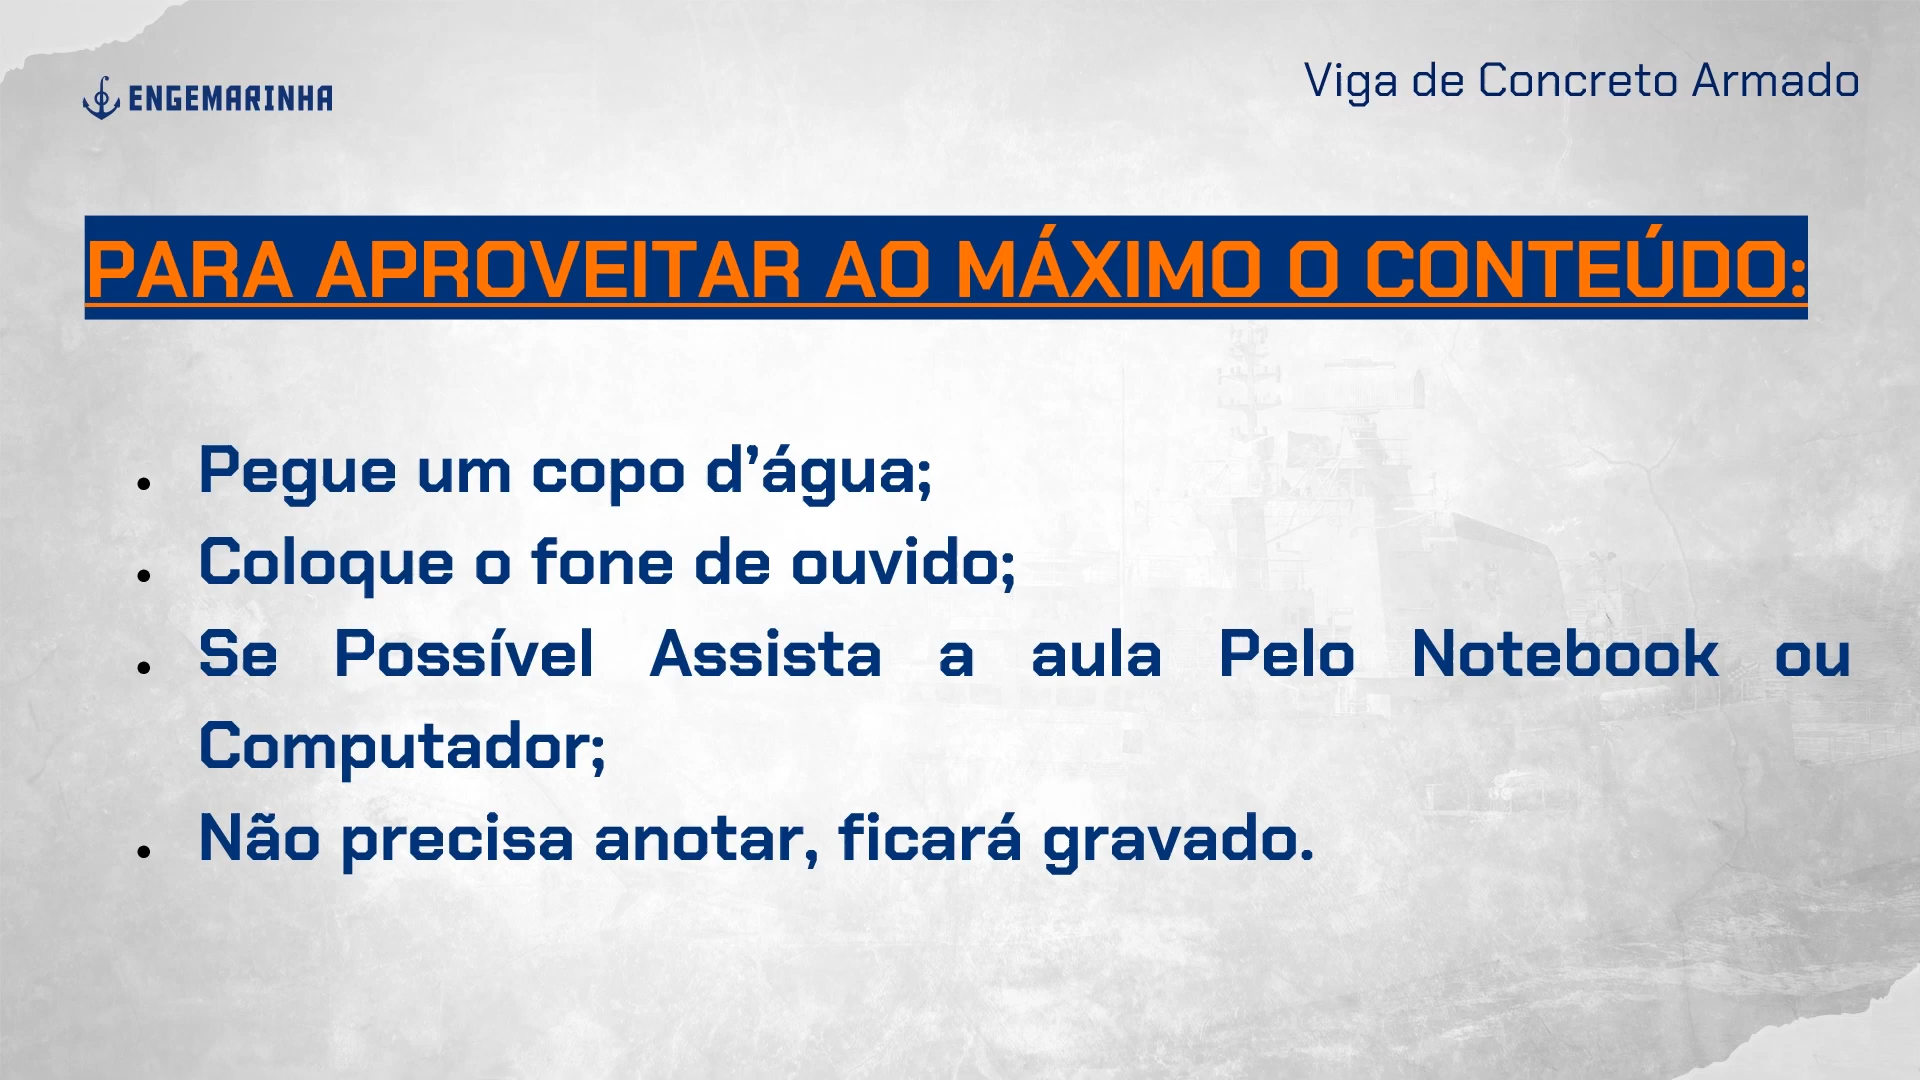 ENGEMARINHA
Viga de Concreto Armado
PARA APROVEITAR AO MÁXIMO O CONTEÚDO:
• Pegue um copo d’água;
• Coloque o fone de ouvido;
• Se Possível Assista a aula Pelo Notebook ou
Computador;
• Não precisa anotar, ficará gravado.